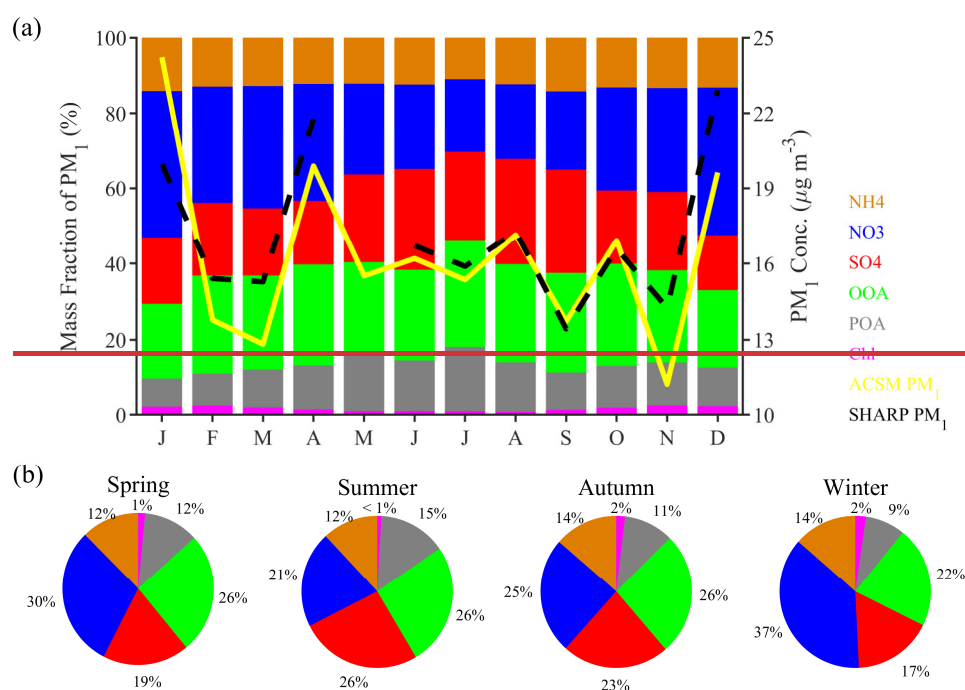 (a)
100
80
60
40
20
0
Mass Fraction of PM1 (%)
25
22
19
16
13
10
PM1 Conc. (μg m-3)
J F M A M J J A S O N D
NH4
NO3
SO4
OOA
POA
Chl
ACSM PM1
SHARP PM1
(b)
Spring
1%
12%
12%
30%
26%
19%
Summer
< 1%
12%
15%
21%
26%
26%
Autumn
2%
14%
11%
25%
26%
23%
Winter
2%
14%
9%
22%
37%
17%